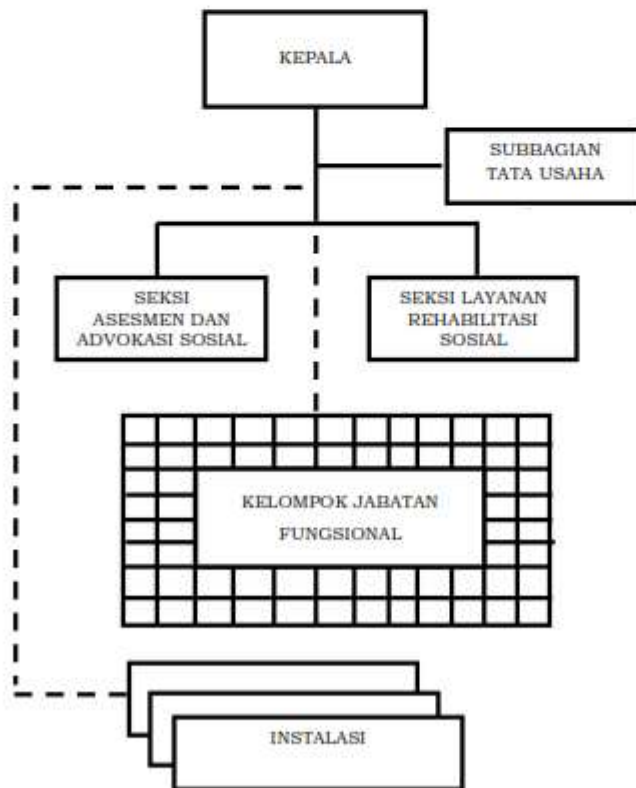 KEPALA
SUBBAGIAN
TATA USAHA
SEKSI
ASESMEN DAN
ADVOKASI SOSIAL
SEKSI LAYANAN
REHABILITASI
SOSIAL
KELOMPOK JABATAN
FUNGSIONAL
INSTALASI